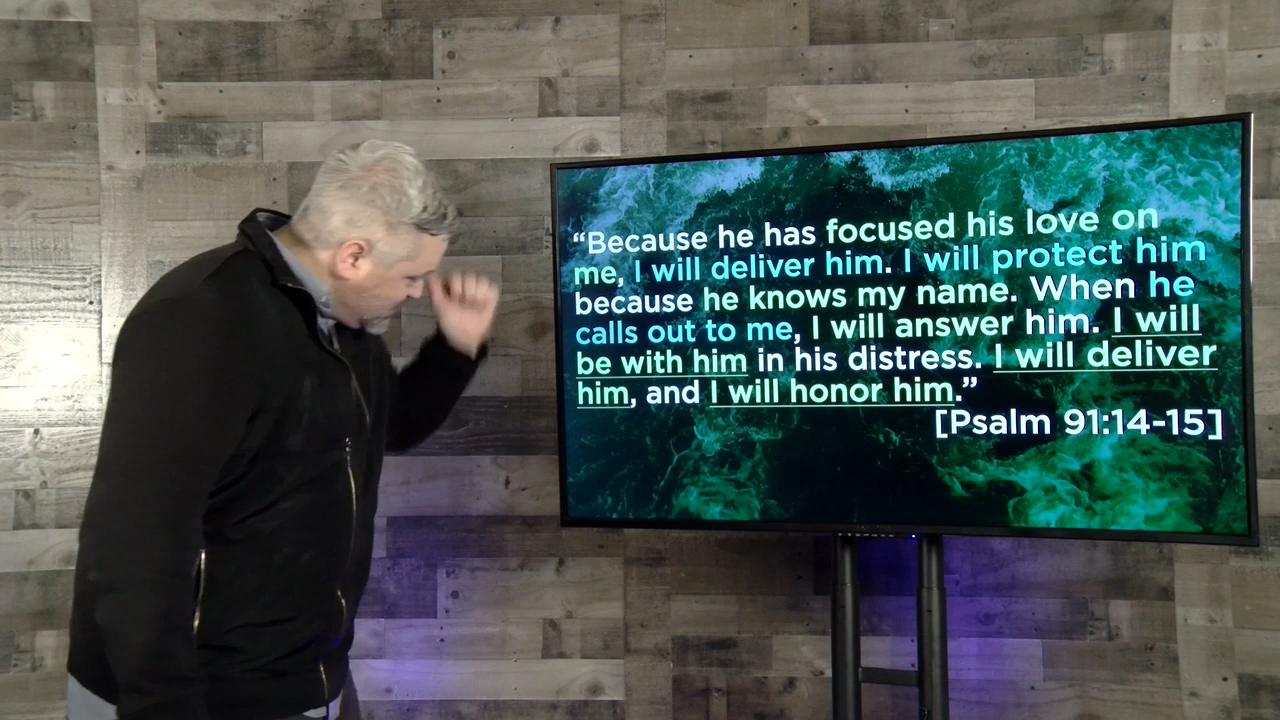 “Because he has focused his love on
me, I will deliver him. I will protect him
because he knows my name. When he
calls out to me, I will answer him. I will
be with him in his distress. I will deliver
him, and I will honor him.”
[Psalm 91:14-15]